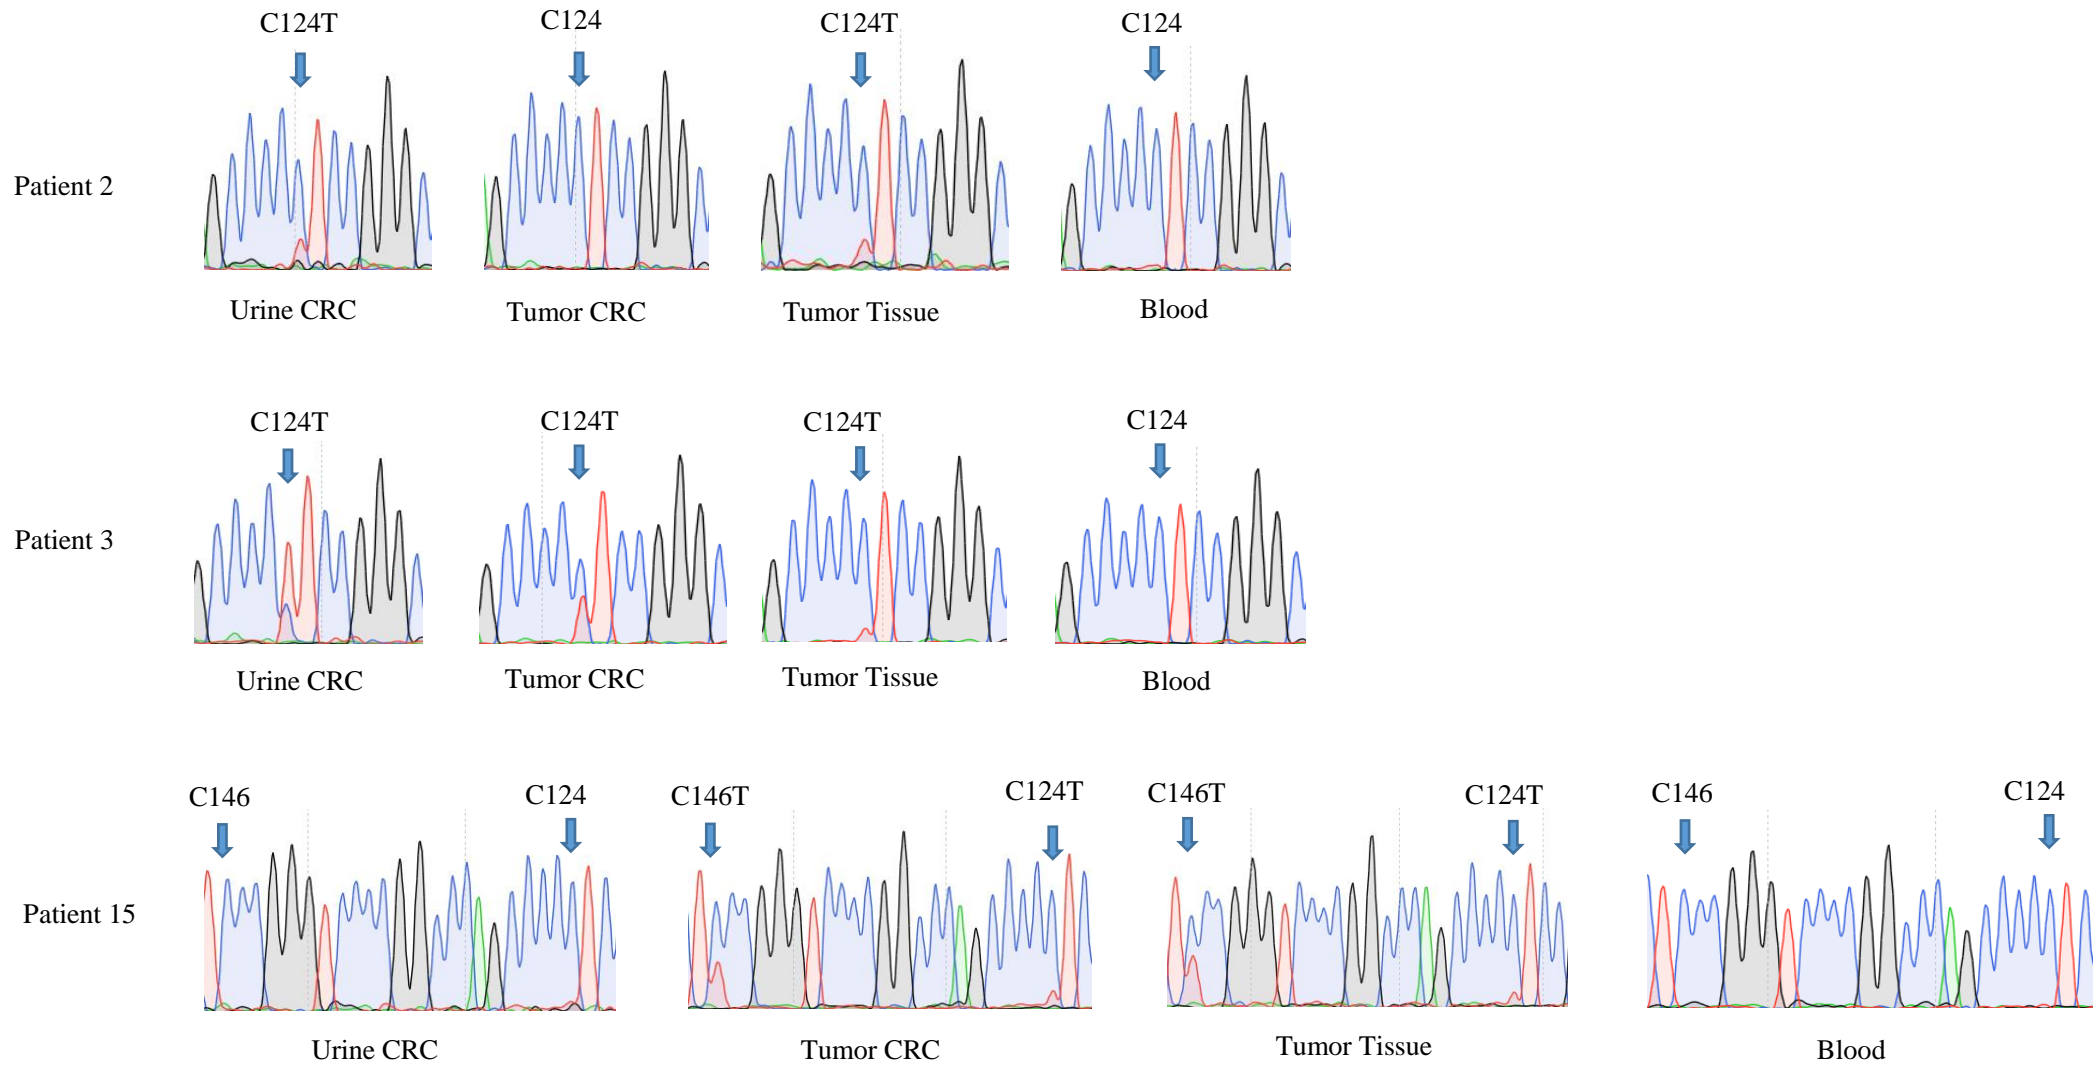 C124T C124 C124T C124
Patient 2
Urine CRC Tumor CRC Tumor Tissue Blood
C124T C124T C124T C124
Patient 3
Urine CRC Tumor CRC Tumor Tissue Blood
C146 C124 C146T C124T C146T C124T C146 C124
Patient 15
Urine CRC Tumor CRC Tumor Tissue Blood